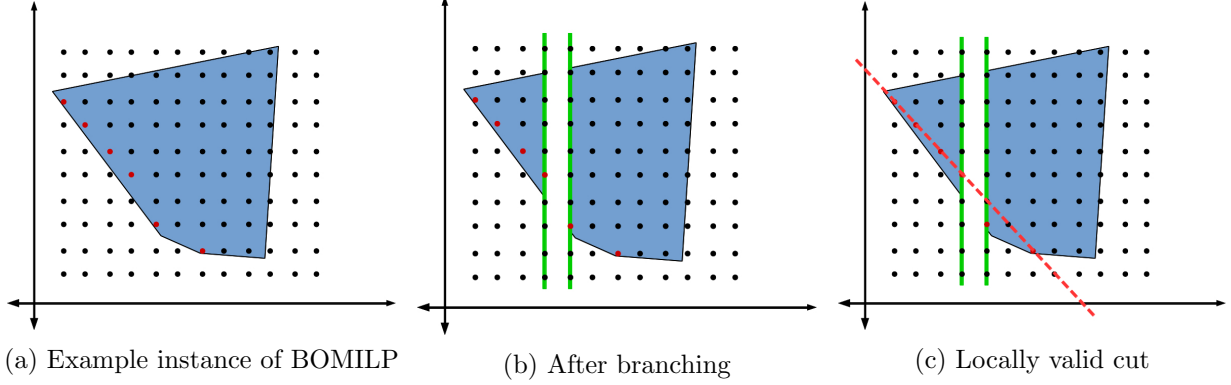 (a) Example instance of BOMILP
(b) After branching
(c) Locally valid cut